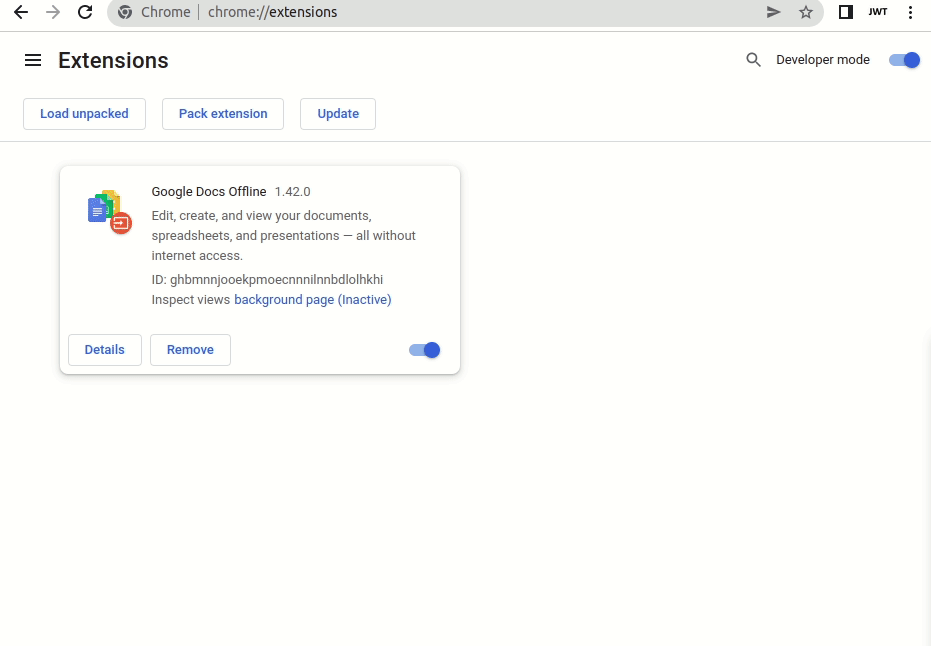 Chrome | chrome://extensions
JWT
Extensions
Developer mode
Load unpacked
Pack extension
Update
Google Docs Offline 1.42.0
Edit, create, and view your documents,
spreadsheets, and presentations — all without
internet access.
ID: ghbmnnjooekpmoecnnnilnnbdlolhkhi
Inspect views background page (Inactive)
Details
Remove